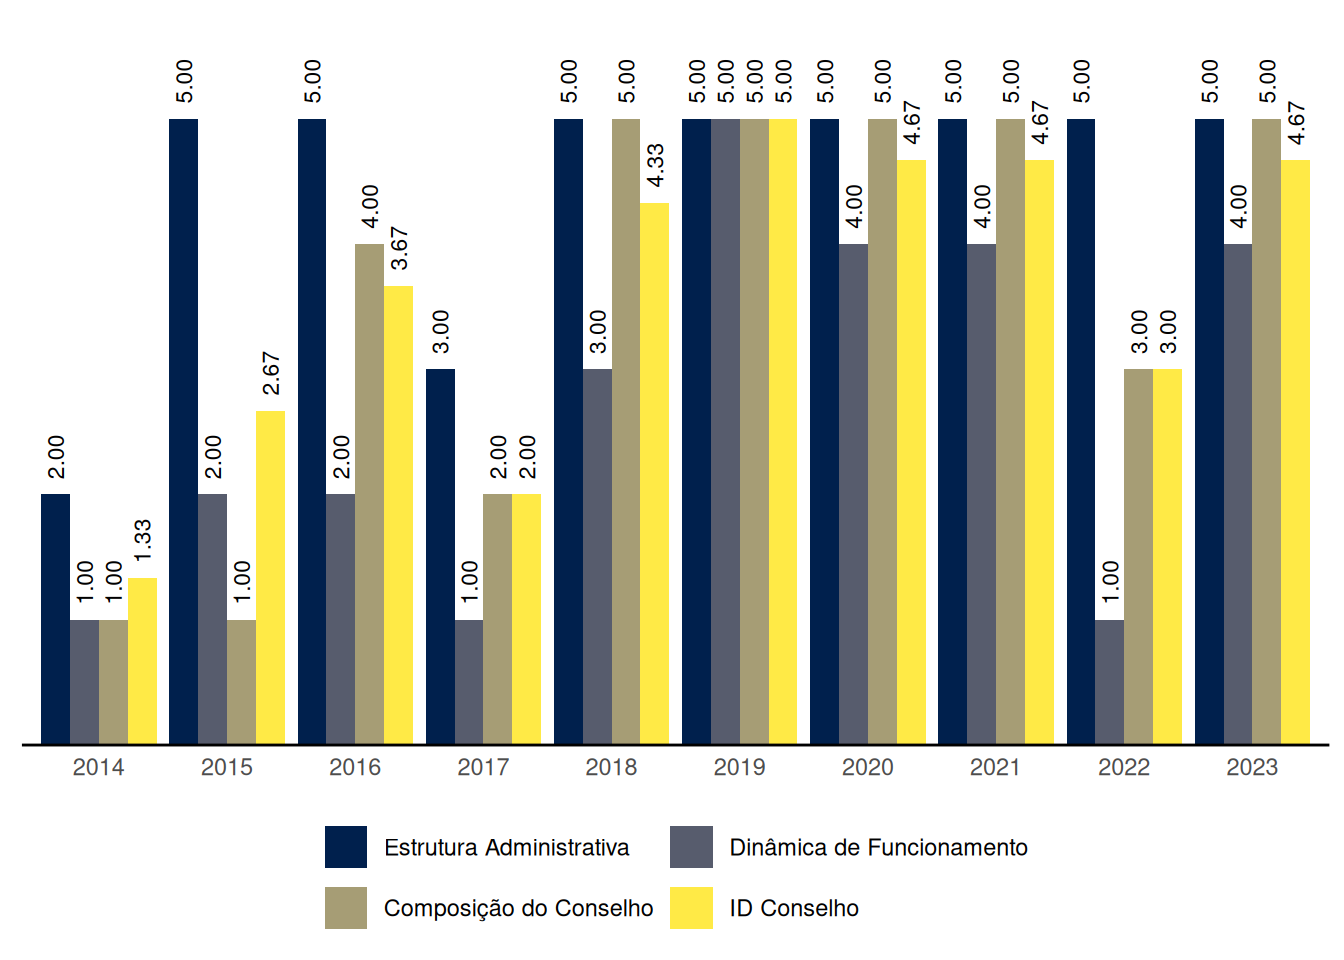 5.00 5.00 5.00 5.00 5.00 5.00 5.00 5.00 5.00 5.00 5.00 5.00 5.00 5.00 5.00
4.67 4.67 4.67
4.33
4.00 4.00 4.00 4.00
3.67
3.00 3.00 3.00 3.00
2.67
2.00 2.00 2.00 2.00 2.00
1.33
1.00 1.00 1.00 1.00 1.00
2014 2015 2016 2017 2018 2019 2020 2021 2022 2023
Estrutura Administrativa Dinâmica de Funcionamento
Composição do Conselho ID Conselho